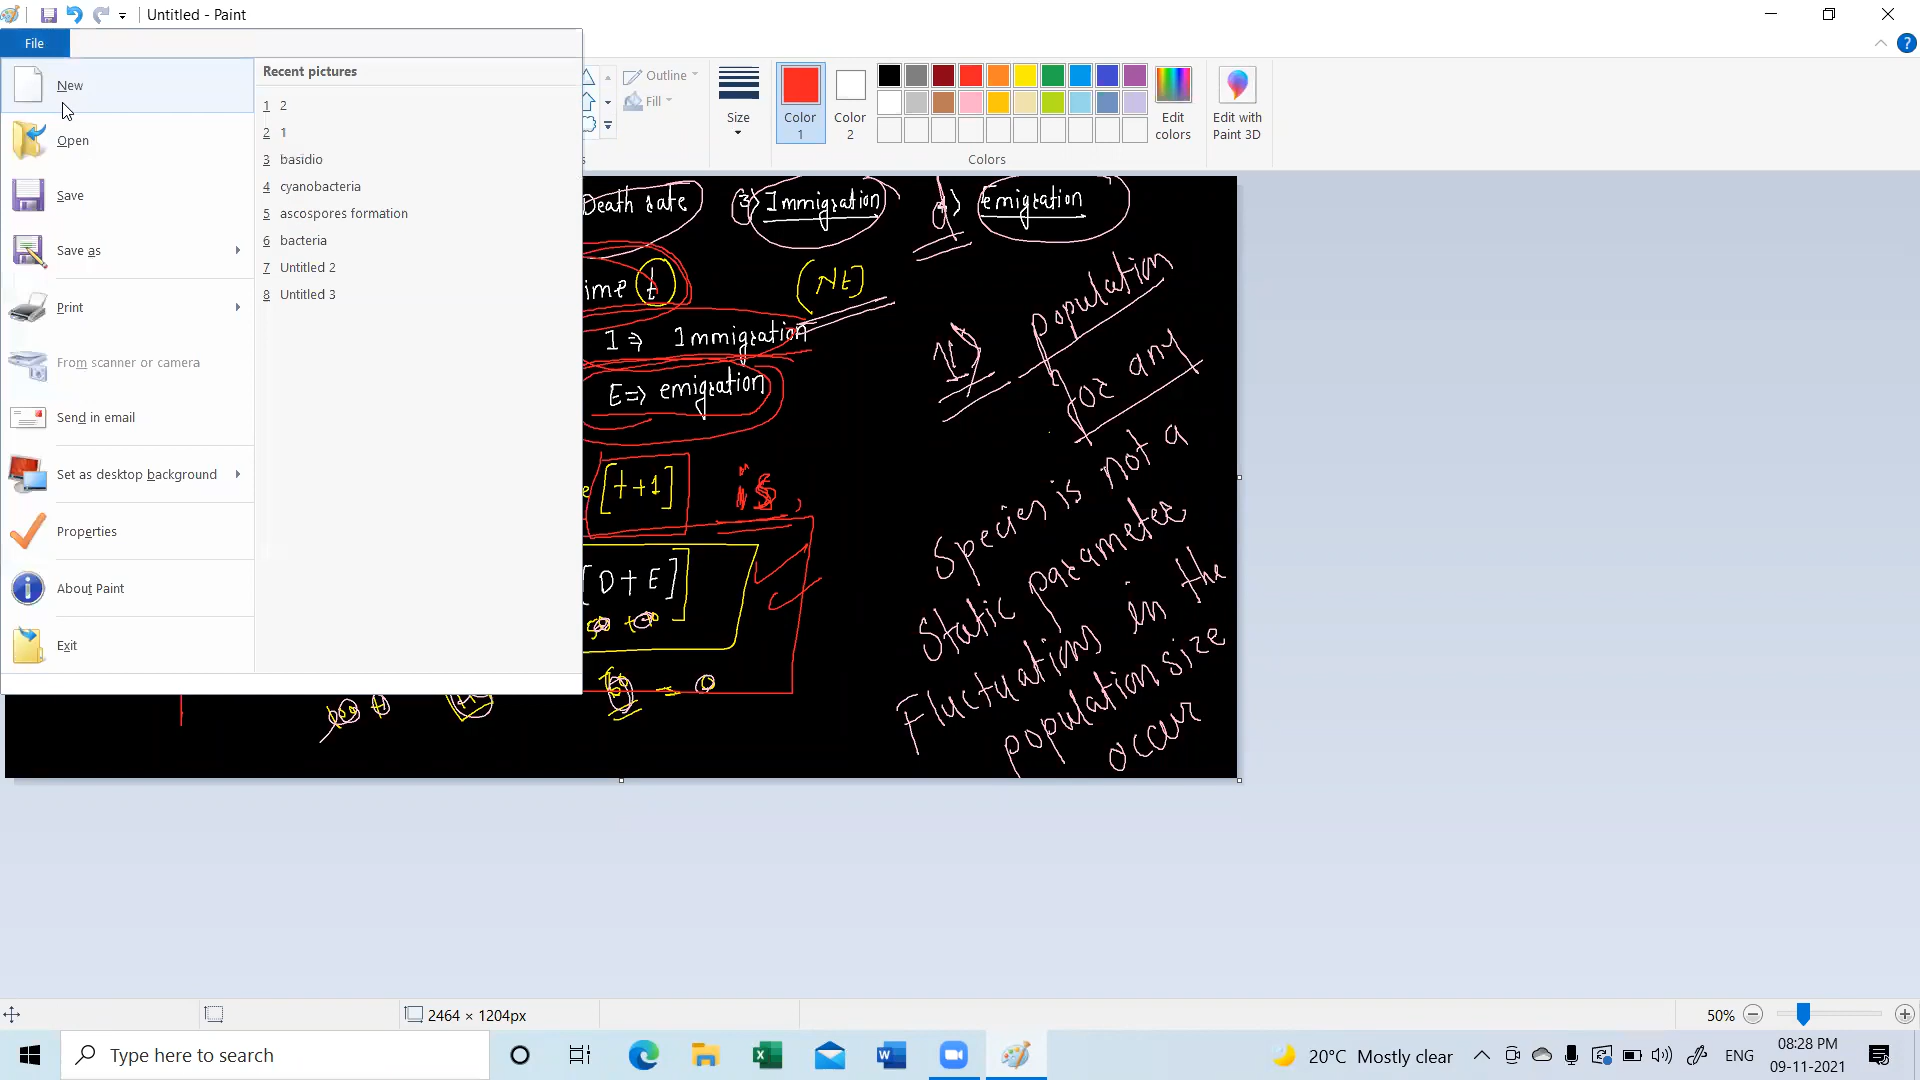 Untitled - Paint
File
New
Open
Save
Save as
Print
From scanner or camera
Send in email
Set as desktop background
Properties
About Paint
Exit
Recent pictures
1 2
2 1
3 basidio
4 cyanobacteria
5 ascospores formation
6 bacteria
7 Untitled 2
8 Untitled 3
Outline
Fill
Size
Color 1
Color 2
Edit colors
Edit with Paint 3D
Colors
Death rate 3) Immigration d) emigration
ime t (Nt)
I => Immigration
E => emigration
e [t+1] is,
[D+E]
= 0
11) population
for any
Species is not a
Static parameter
Fluctuations in the
population size
occur
2464 × 1204px
50%
Type here to search
20°C Mostly clear
ENG
08:28 PM
09-11-2021